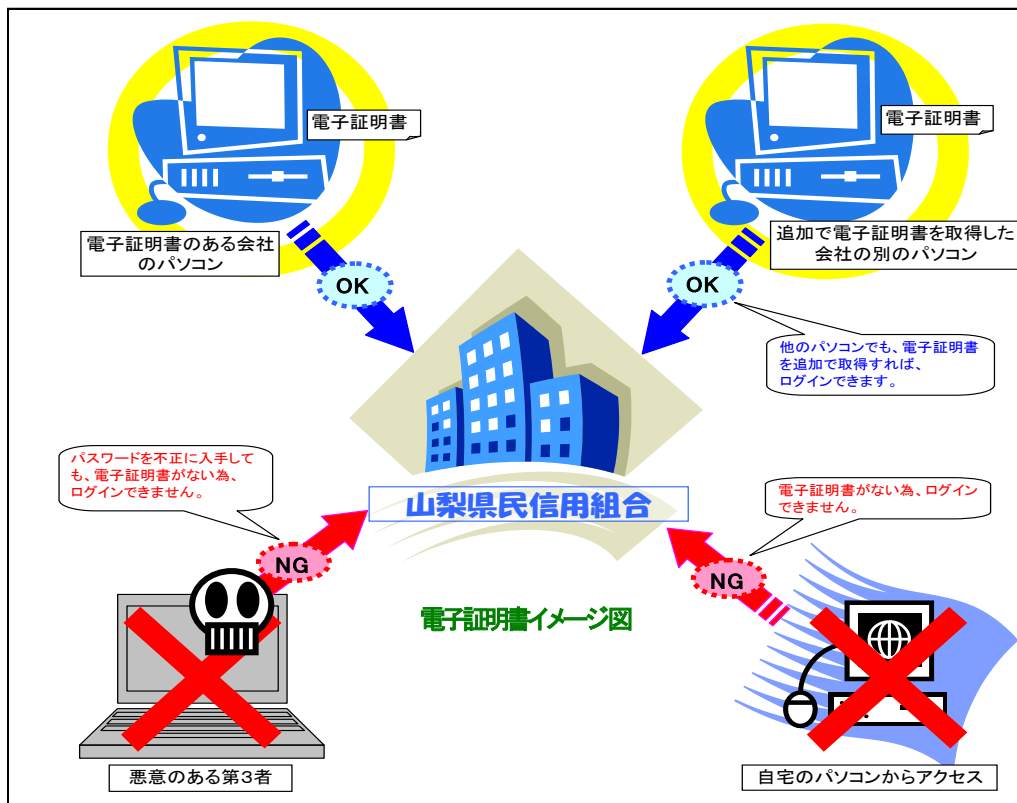 電子証明書
電子証明書のある会社
のパソコン
OK
電子証明書
追加で電子証明書を取得した
会社の別のパソコン
OK
他のパソコンでも、電子証明書
を追加で取得すれば、
ログインできます。
山梨県民信用組合
パスワードを不正に入手して
も、電子証明書がない為、
ログインできません。
NG
電子証明書がない為、ログイン
できません。
NG
電子証明書イメージ図
悪意のある第3者
自宅のパソコンからアクセス